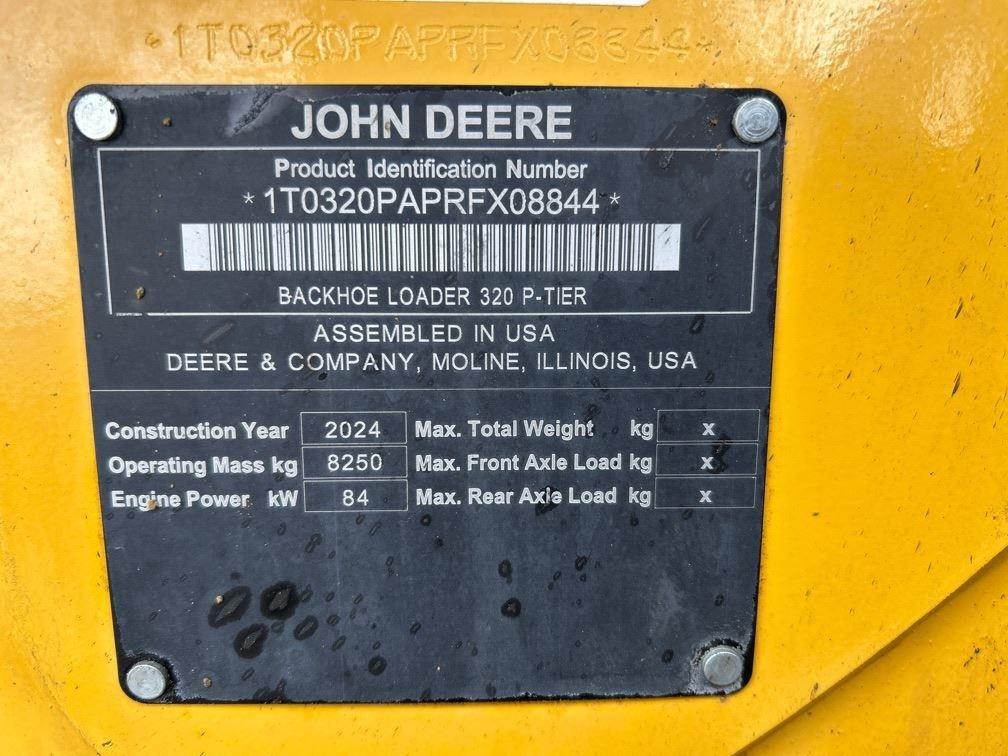 *1T0320PAPRFX08844*
JOHN DEERE
Product Identification Number
*1T0320PAPRFX08844*
BACKHOE LOADER 320 P-TIER
ASSEMBLED IN USA
DEERE & COMPANY, MOLINE, ILLINOIS, USA
Construction Year 2024 Max. Total Weight kg x
Operating Mass kg 8250 Max. Front Axle Load kg x
Engine Power kW 84 Max. Rear Axle Load kg x